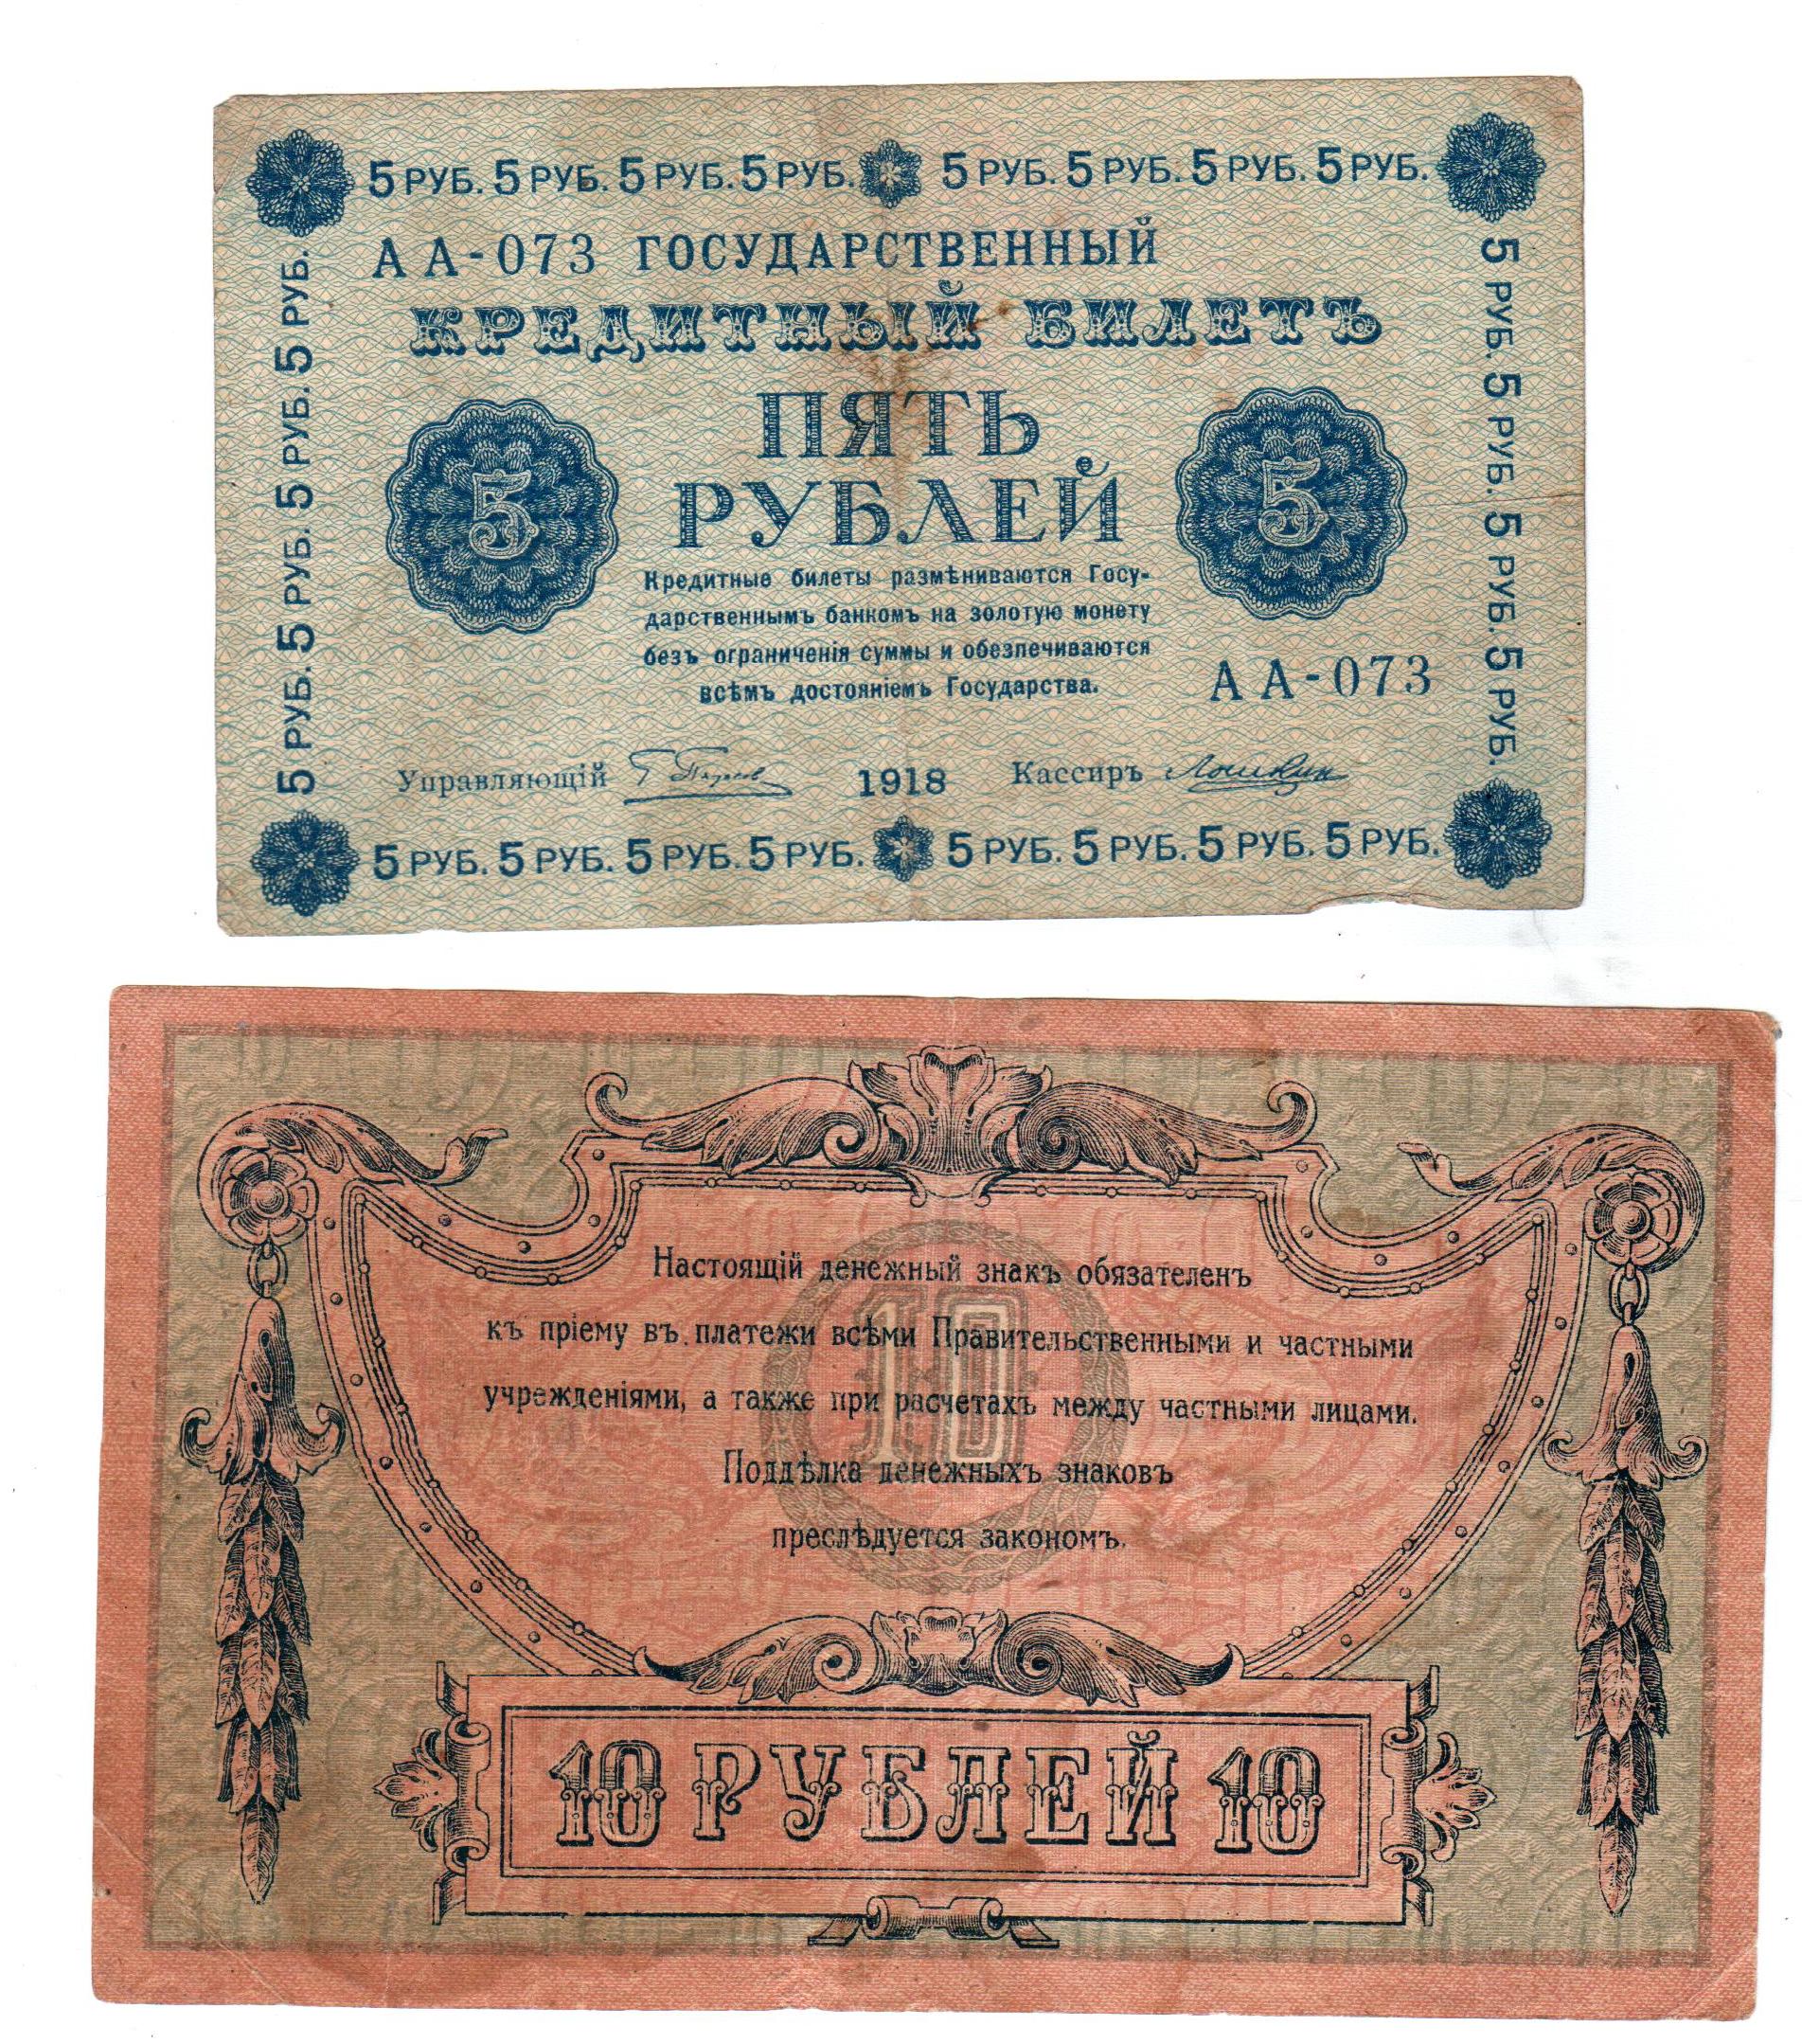 5 РУБ. 5 РУБ. 5 РУБ. 5 РУБ. 5 РУБ. 5 РУБ. 5 РУБ. 5 РУБ.
АА-073 ГОСУДАРСТВЕННЫЙ
КРЕДИТНЫЙ БИЛЕТЪ
ПЯТЬ
РУБЛЕЙ
5
5
Кредитные билеты размѣниваются Госу-
дарственнымъ банкомъ на золотую монету
безъ ограниченія суммы и обезпечиваются
всѣмъ достояніемъ Государства.
АА-073
Управляющій
1918
Кассиръ
5 РУБ. 5 РУБ. 5 РУБ. 5 РУБ.
5 РУБ. 5 РУБ. 5 РУБ. 5 РУБ.
5 РУБ. 5 РУБ. 5 РУБ. 5 РУБ. 5 РУБ. 5 РУБ. 5 РУБ. 5 РУБ.
Настоящій денежный знакъ обязателенъ
къ пріему въ платежи всѣми Правительственными и частными
учрежденіями, а также при расчетахъ между частными лицами.
Поддѣлка денежныхъ знаковъ
преслѣдуется закономъ.
10
10 РУБЛЕЙ 10